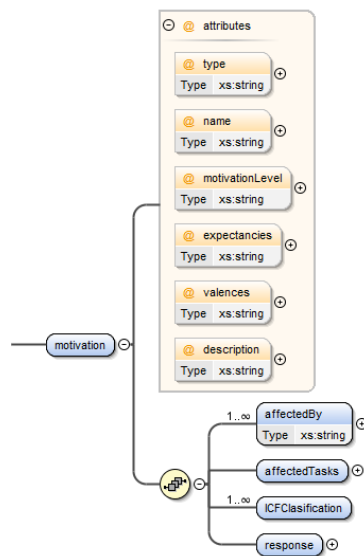 @ attributes
@ type
Type xs:string
@ name
Type xs:string
@ motivationLevel
Type xs:string
@ expectancies
Type xs:string
@ valences
Type xs:string
@ description
Type xs:string
motivation
1..∞
affectedBy
Type xs:string
affectedTasks
1..∞
ICFClasification
response